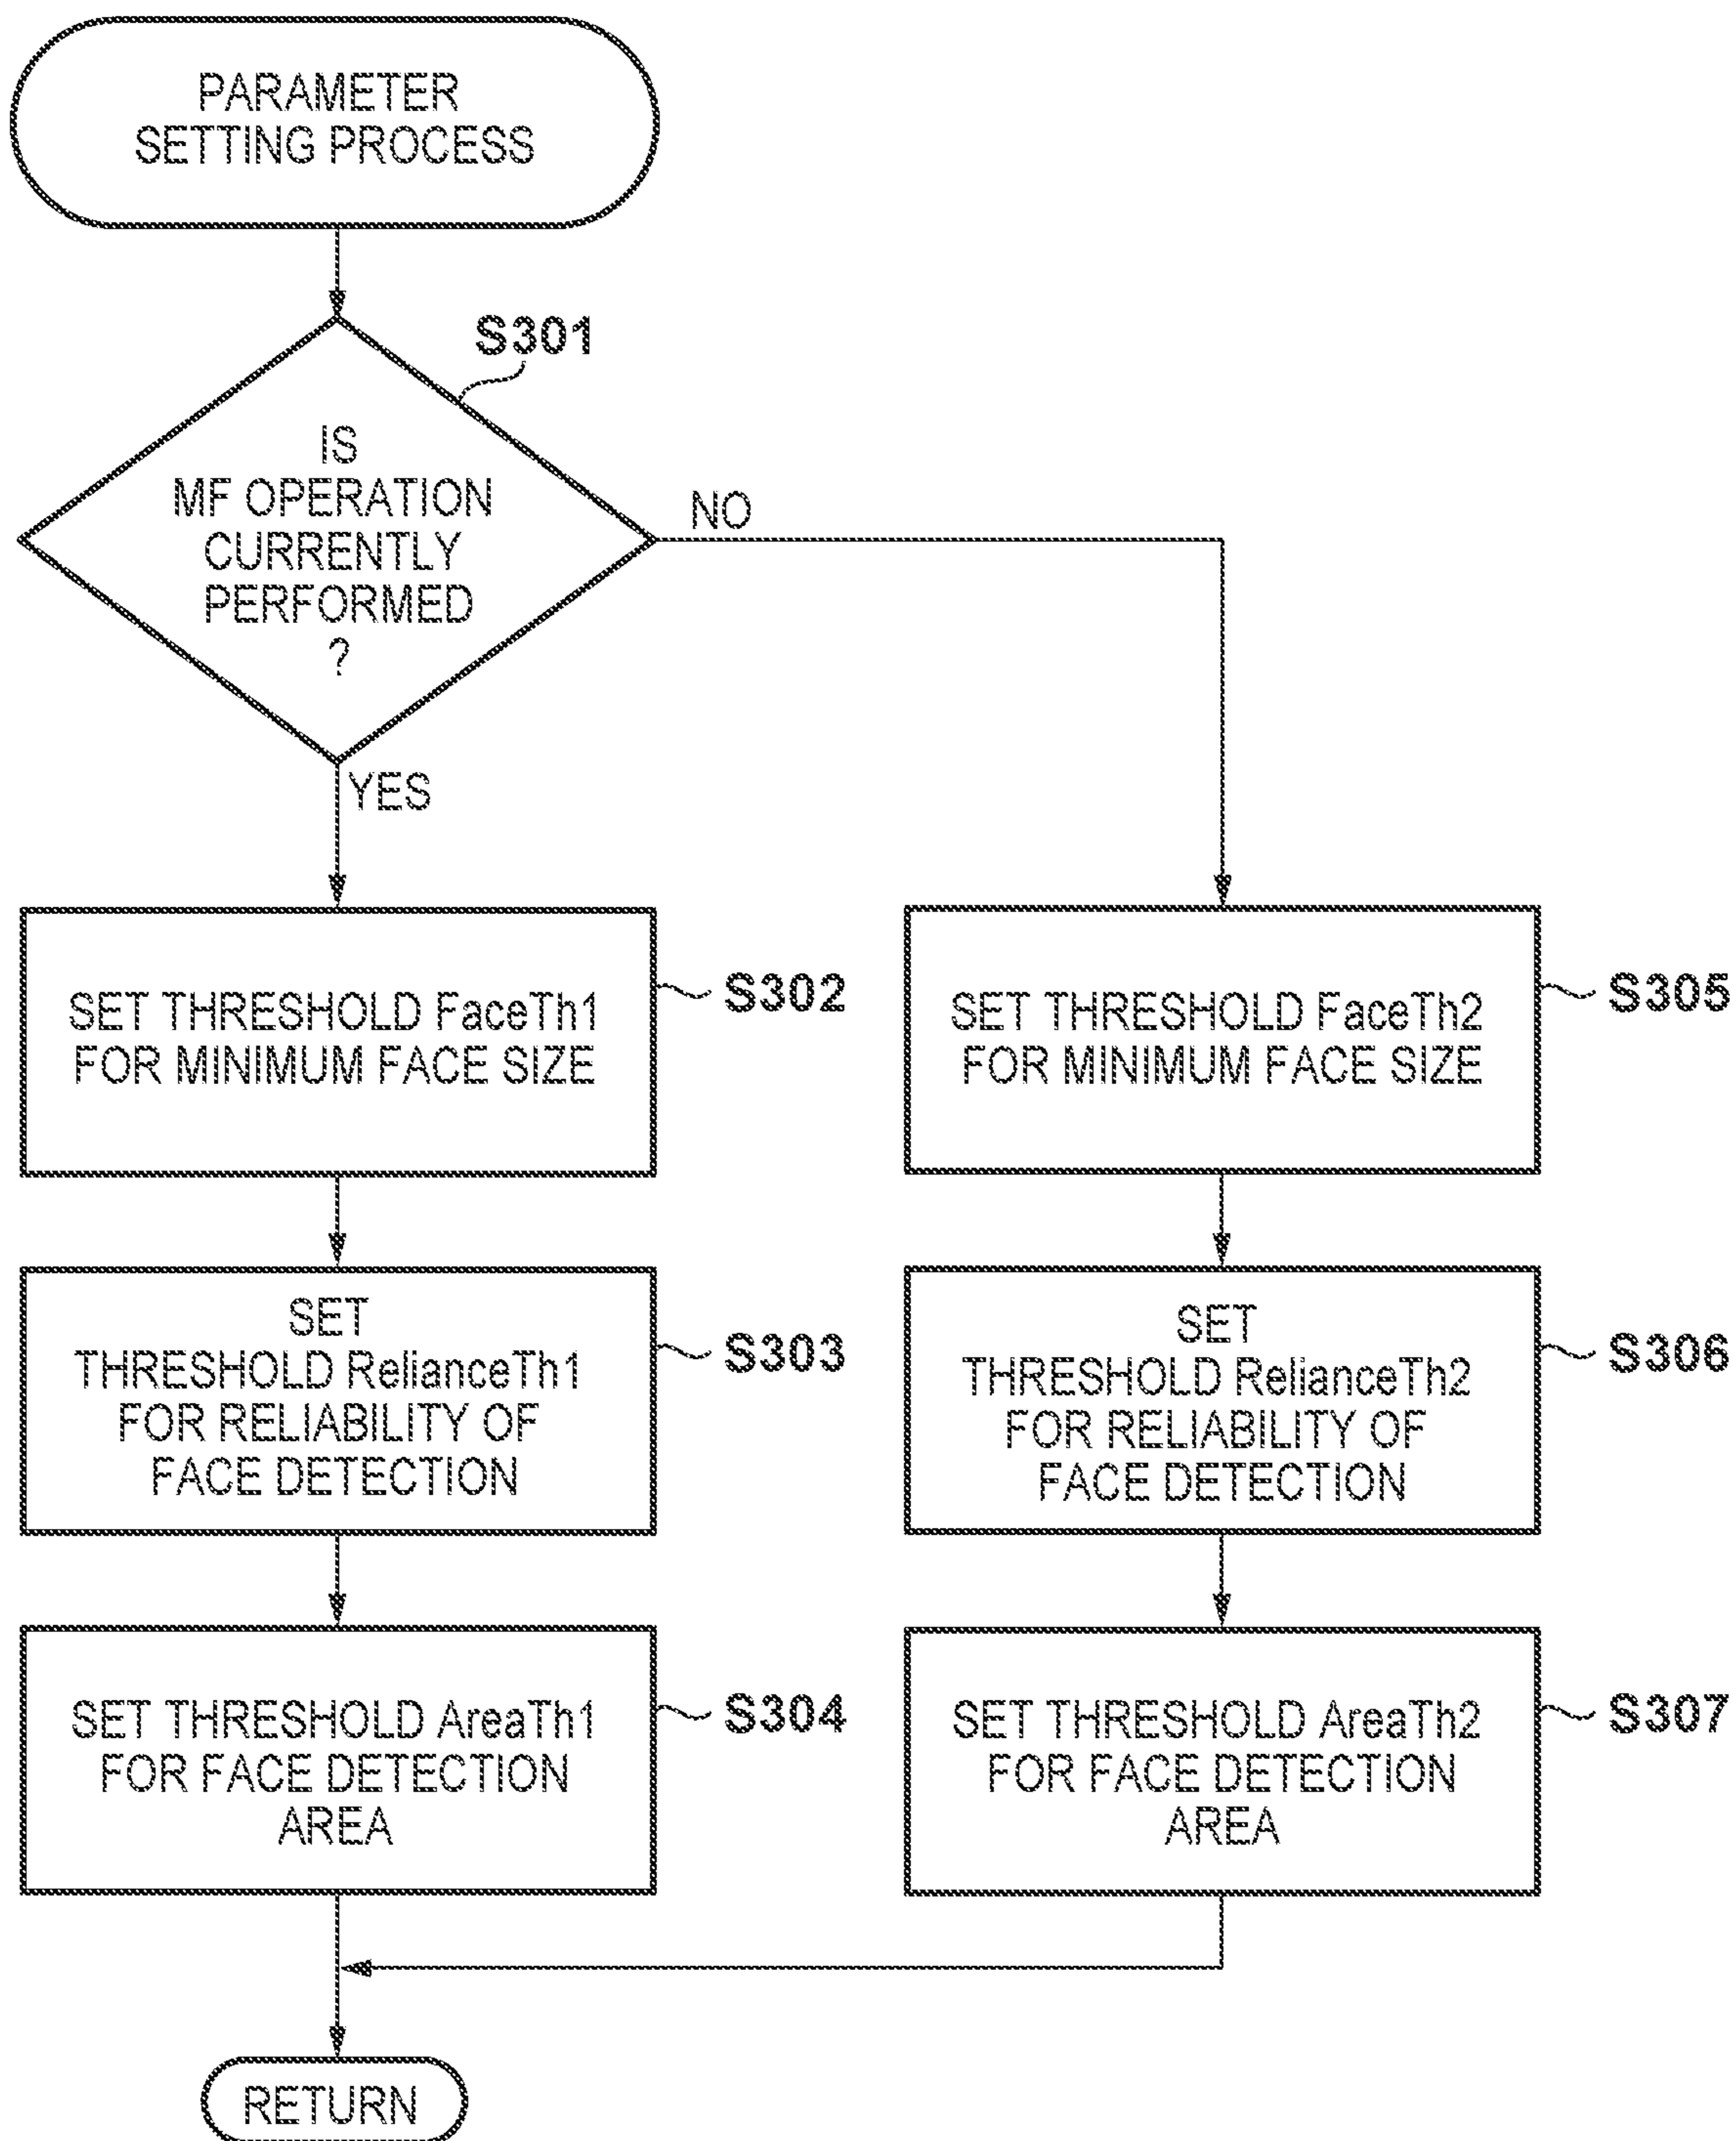 PARAMETER
SETTING PROCESS
S301
IS
MF OPERATION
CURRENTLY
PERFORMED
?
NO
YES
SET THRESHOLD FaceTh1
FOR MINIMUM FACE SIZE
S302
SET THRESHOLD FaceTh2
FOR MINIMUM FACE SIZE
S305
SET
THRESHOLD RelianceTh1
FOR RELIABILITY OF
FACE DETECTION
S303
SET
THRESHOLD RelianceTh2
FOR RELIABILITY OF
FACE DETECTION
S306
SET THRESHOLD AreaTh1
FOR FACE DETECTION
AREA
S304
SET THRESHOLD AreaTh2
FOR FACE DETECTION
AREA
S307
RETURN